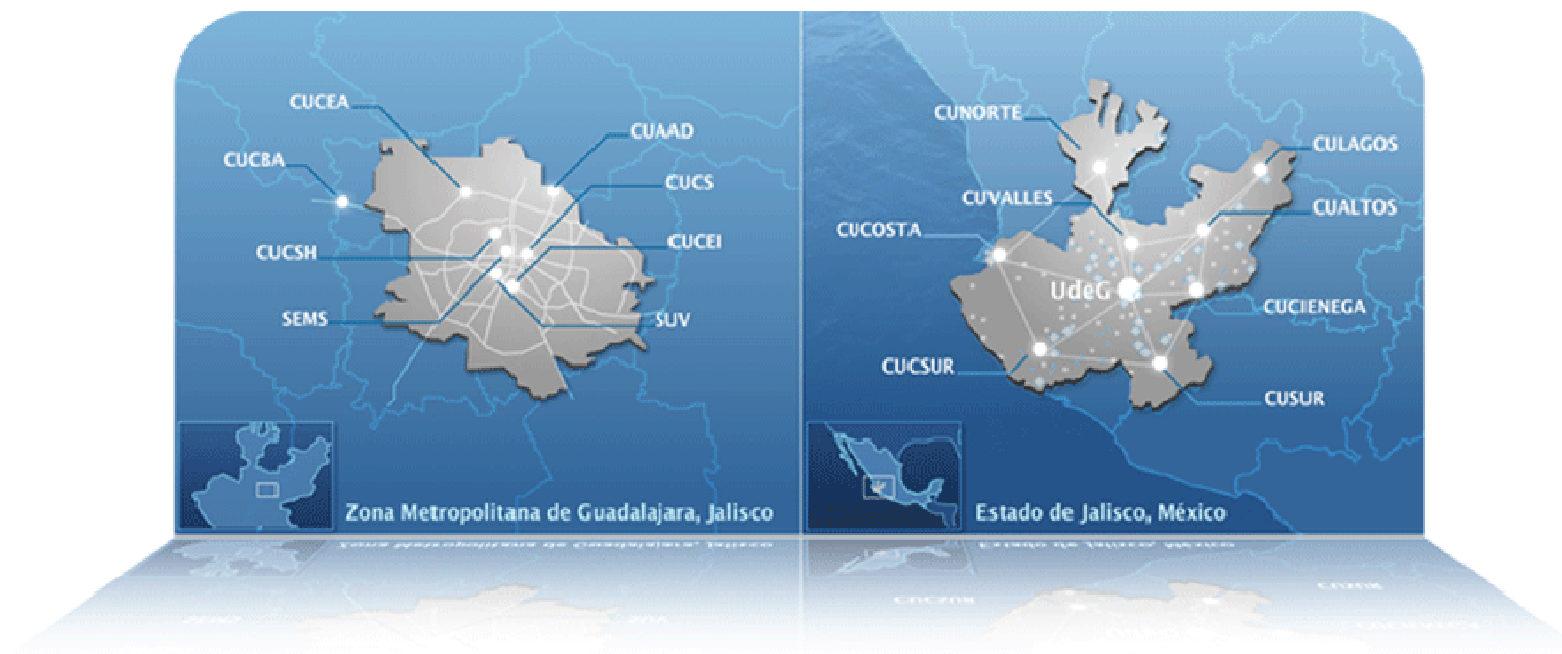 CUCEA
CUAAD
CUCBA
CUCS
CUCSH
CUCEI
SEMS
SUV
Zona Metropolitana de Guadalajara, Jalisco
CUNORTE
CULAGOS
CUVALLES
CUALTOS
CUCOSTA
UdeG
CUCIENEGA
CUCSUR
CUSUR
Estado de Jalisco, México